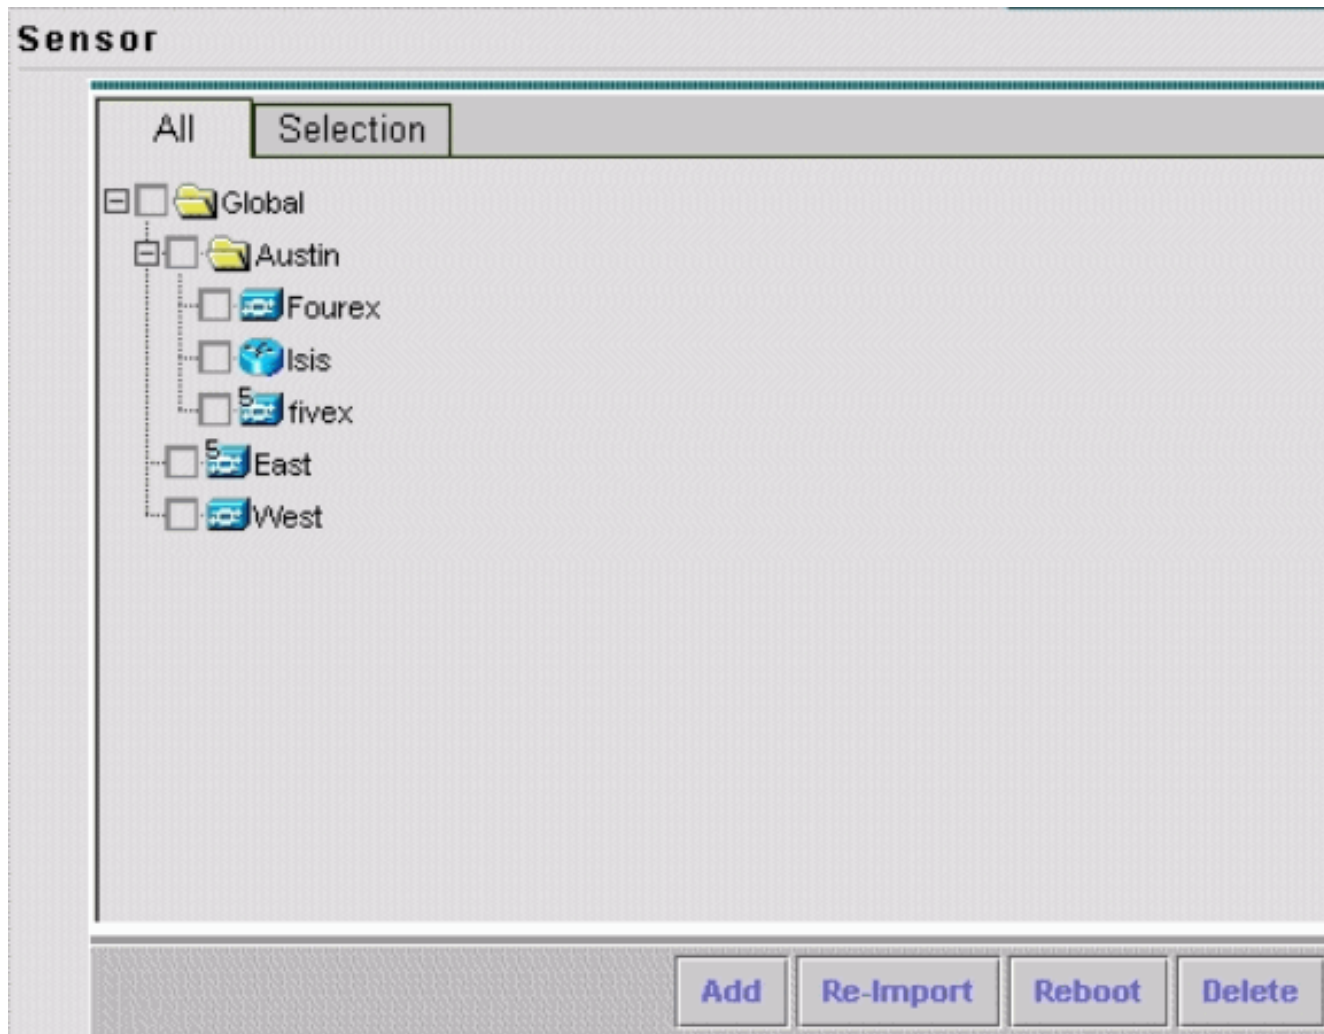 Sensor
All Selection
Global
Austin
Fourex
Isis
5 fivex
5 East
West
Add Re-Import Reboot Delete